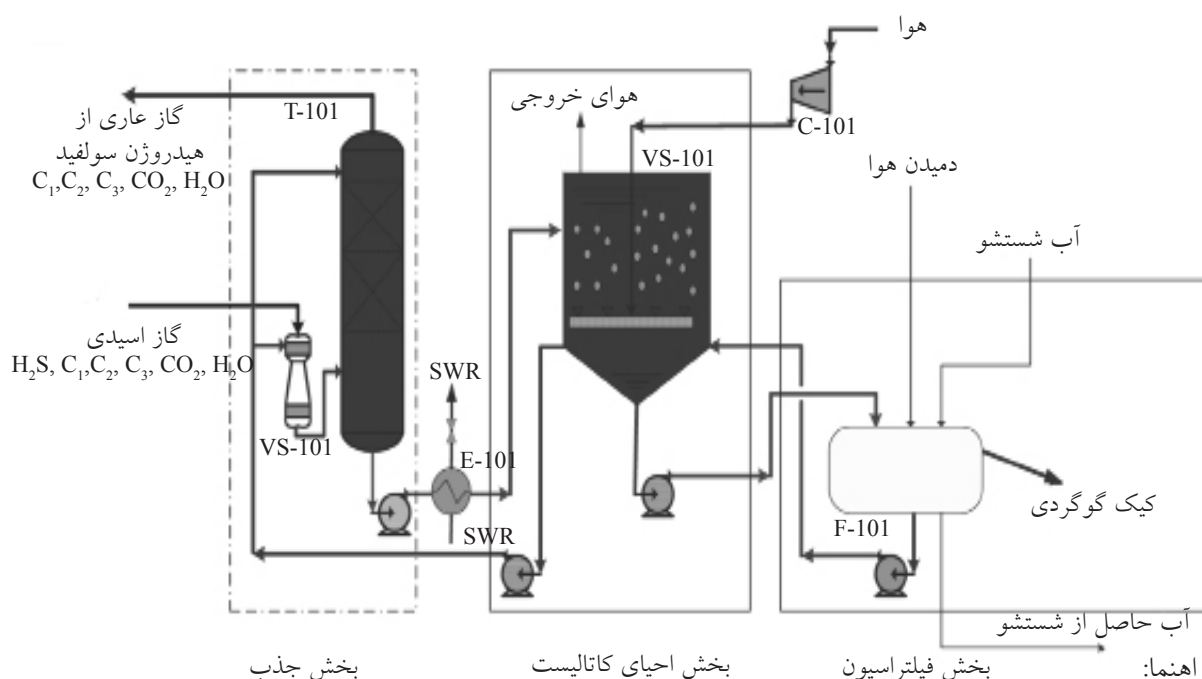 هوا
هوای خروجی
T-101
گاز عاری از
هیدروژن سولفید
C₁,C₂, C₃, CO₂, H₂O
C-101
VS-101
دمیدن هوا
آب شستشو
گاز اسیدی
H₂S, C₁,C₂, C₃, CO₂, H₂O
SWR
VS-101
E-101
کیک گوگردی
SWR
F-101
آب حاصل از شستشو
بخش جذب
بخش احیای کاتالیست
بخش فیلتراسیون
اهنما: